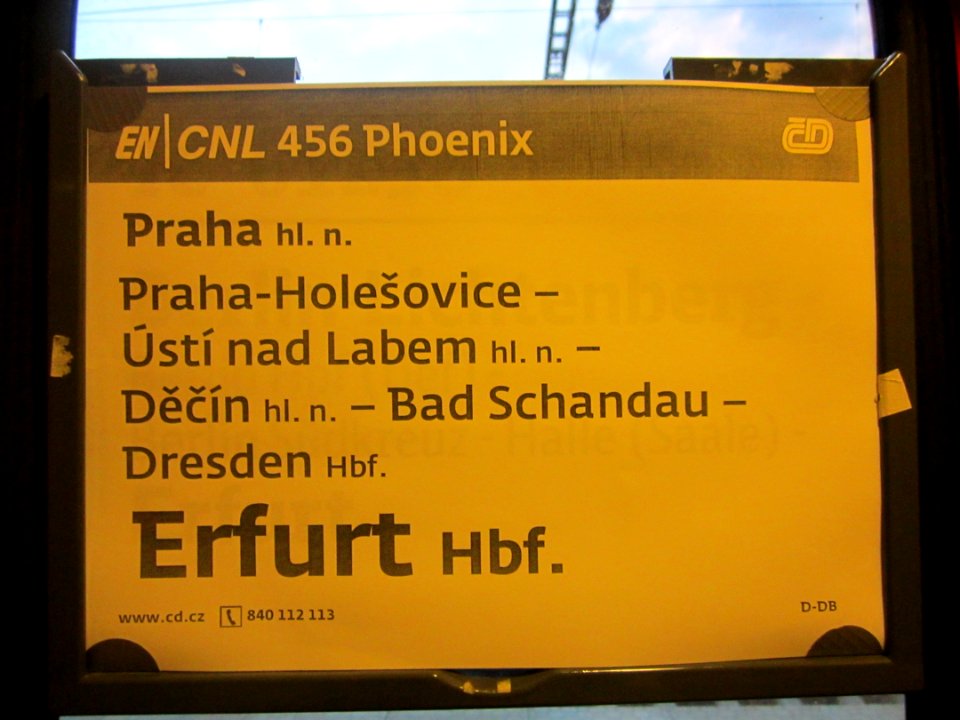 EN|CNL 456 Phoenix ČD
Praha hl. n.
Praha-Holešovice –
Ústí nad Labem hl. n. –
Děčín hl. n. – Bad Schandau –
Dresden Hbf.
Erfurt Hbf.
www.cd.cz 840 112 113
D-DB